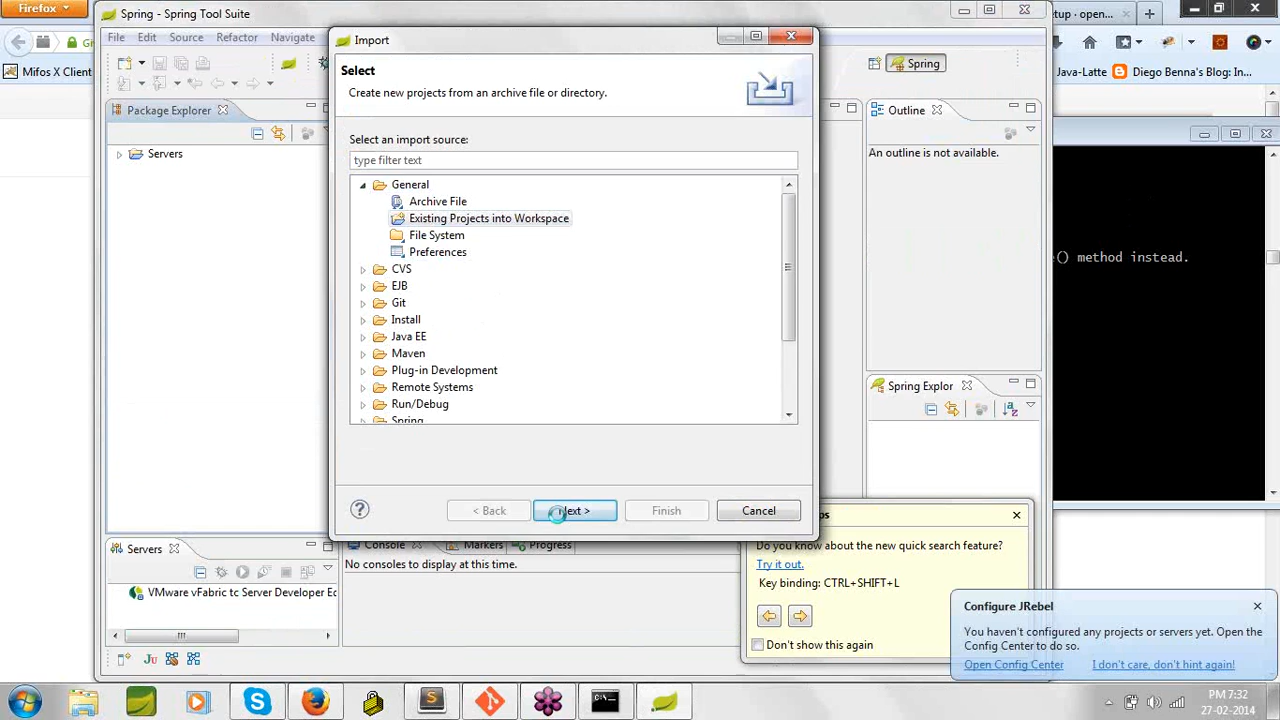 Firefox
Spring - Spring Tool Suite
etup - open...
File Edit Source Refactor Navigate
Import
Mifos X Client
Spring
Java-Latte
Diego Benna's Blog: In...
Select
Create new projects from an archive file or directory.
Package Explorer
Outline
Servers
An outline is not available.
Select an import source:
type filter text
General
Archive File
Existing Projects into Workspace
File System
Preferences
CVS
EJB
Git
Install
Java EE
Maven
Plug-in Development
Remote Systems
Run/Debug
Spring
() method instead.
Spring Explor
< Back
Next >
Finish
Cancel
Servers
Console
Markers
Progress
VMware vFabric tc Server Developer Ed
No consoles to display at this time.
Do you know about the new quick search feature?
Try it out.
Key binding: CTRL+SHIFT+L
Don't show this again
Configure JRebel
You haven't configured any projects or servers yet. Open the
Config Center to do so.
Open Config Center
I don't care, don't hint again!
PM 7:32
27-02-2014